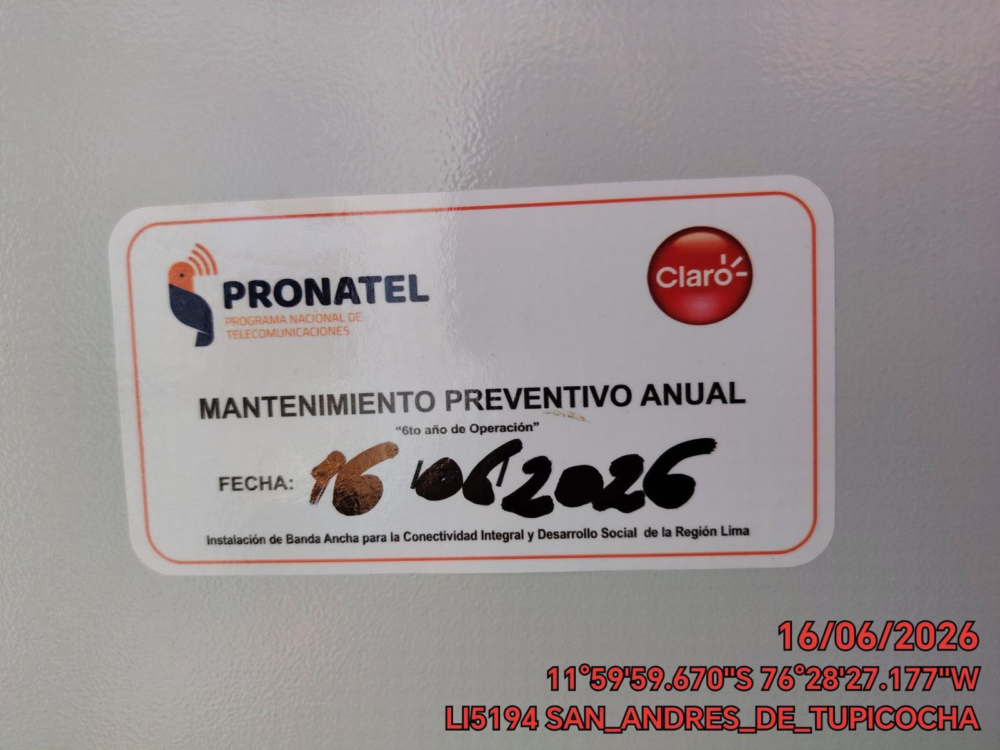 PRONATEL
PROGRAMA NACIONAL DE
TELECOMUNICACIONES
Claro
MANTENIMIENTO PREVENTIVO ANUAL
“6to año de Operación”
FECHA: 16/06/2026
Instalación de Banda Ancha para la Conectividad Integral y Desarrollo Social de la Región Lima
16/06/2026
11°59'59.670"S 76°28'27.177"W
LI5194 SAN_ANDRES_DE_TUPICOCHA